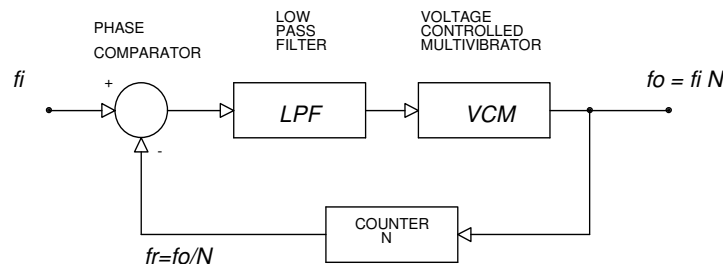 PHASE
COMPARATOR
LOW
PASS
FILTER
VOLTAGE
CONTROLLED
MULTIVIBRATOR
fi
+
-
LPF
VCM
fo = fi N
COUNTER
N
fr=fo/N